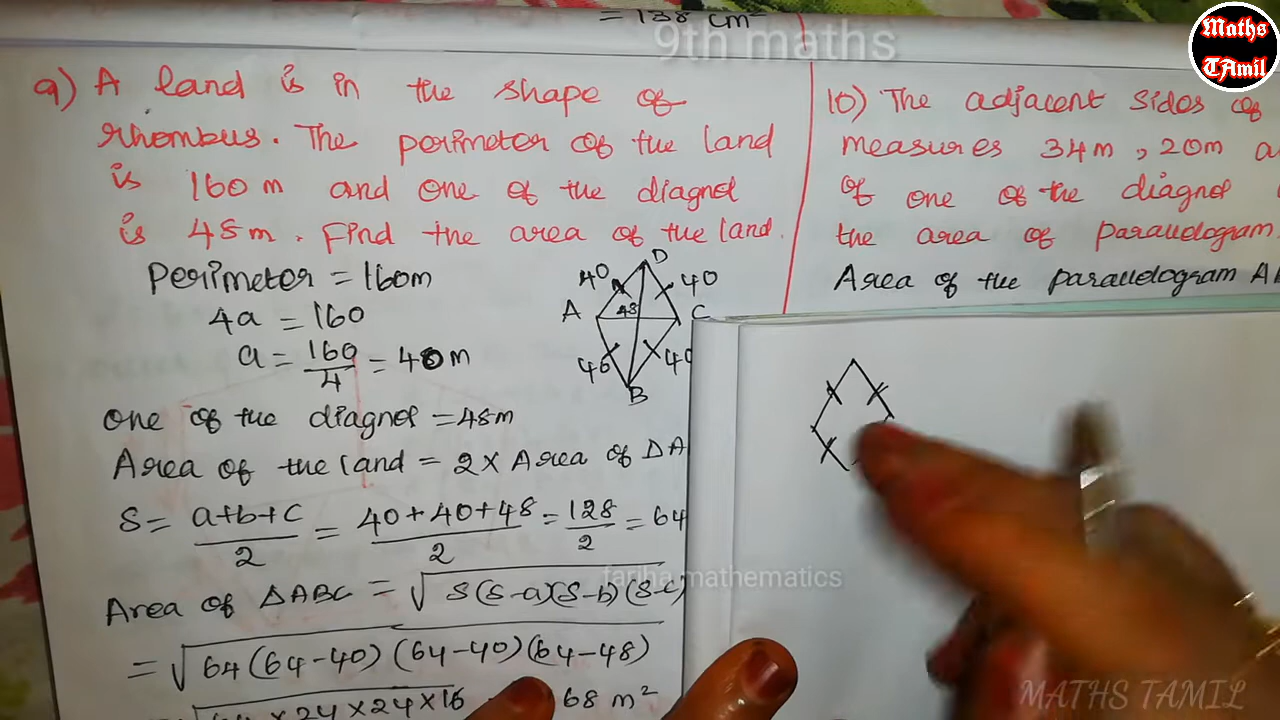 = 138 cm²
9th maths
Maths
TAmil
9) A land is in the shape of
rhombus. The perimeter of the land
is 160 m and one of the diagnol
is 48m. Find the area of the land.
Perimeter = 160m
4a = 160
a = 160/4 = 40 m
One of the diagnol = 48m
Area of the land = 2 × Area of ΔA
S = a+b+c/2 = 40+40+48/2 = 128/2 = 64
Area of ΔABC = √S(S-a)(S-b)(S-c)
= √64(64-40)(64-40)(64-48)
×24×24×16 68 m²
D
40 40
A 48 C
40 40
B
10) The adjacent sides of
measures 34m, 20m
of one of the diagnol
the area of parallelogram
Area of the parallelogram A
fariha mathematics
MATHS TAMIL